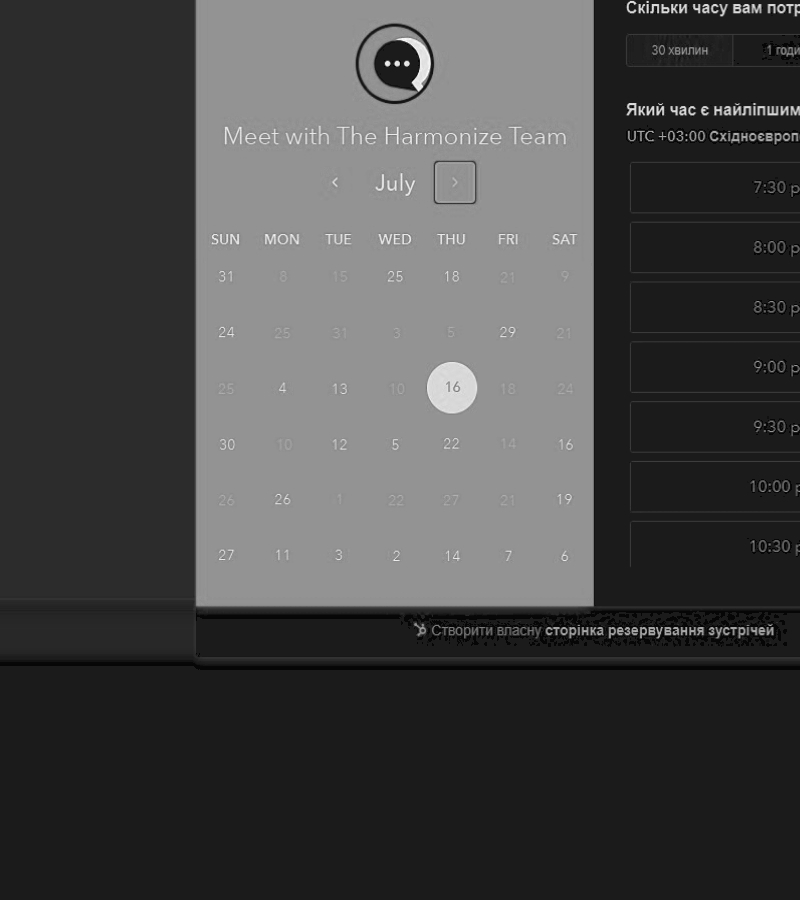 Meet with The Harmonize Team
July
SUN MON TUE WED THU FRI SAT
31 8 15 25 18 21 9
24 25 31 3 5 29 21
25 4 13 10 16 18 24
30 10 12 5 22 14 16
26 26 1 22 27 21 19
27 11 3 2 14 7 6
Скільки часу вам
30 хвилин 1
Який час є найліпшим
UTC +03:00
7:30
8:00
8:30
9:00
9:30
10:00
10:30
Створити власну сторінка резервування зустрічей